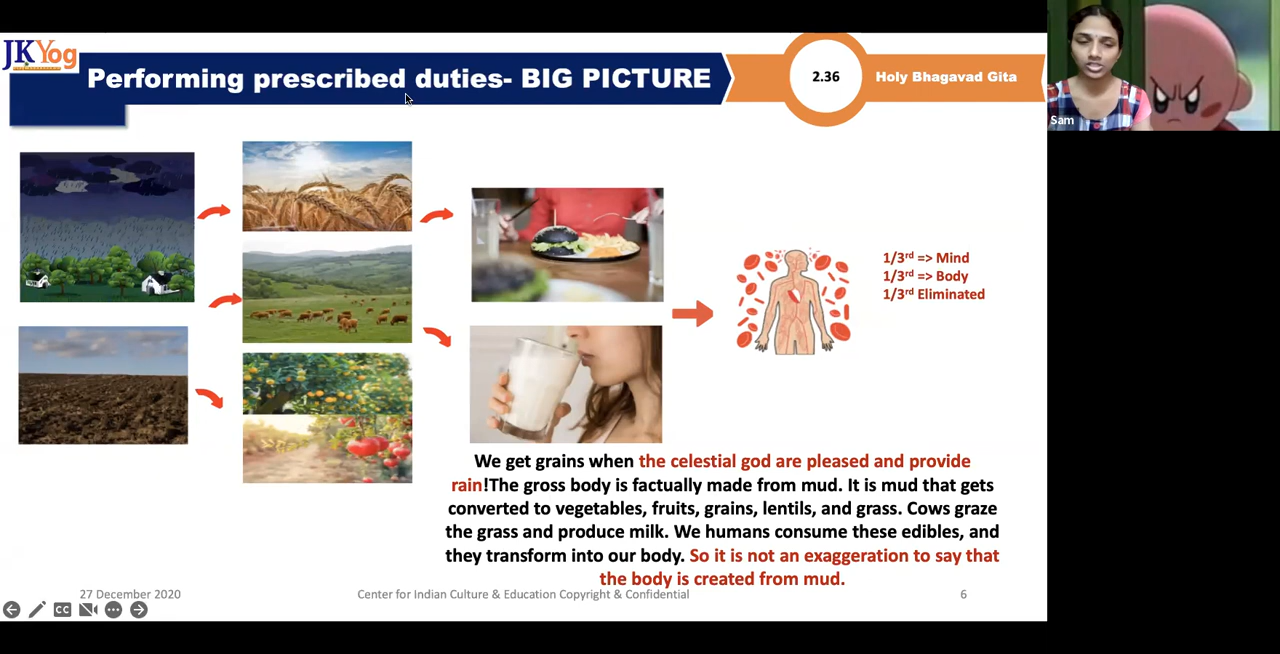 JKYog
Performing prescribed duties- BIG PICTURE
2.36
Holy Bhagavad Gita
Sam
1/3rd => Mind
1/3rd => Body
1/3rd Eliminated
We get grains when the celestial god are pleased and provide
rain!The gross body is factually made from mud. It is mud that gets
converted to vegetables, fruits, grains, lentils, and grass. Cows graze
the grass and produce milk. We humans consume these edibles, and
they transform into our body. So it is not an exaggeration to say that
the body is created from mud.
27 December 2020
Center for Indian Culture & Education Copyright & Confidential
6
CC